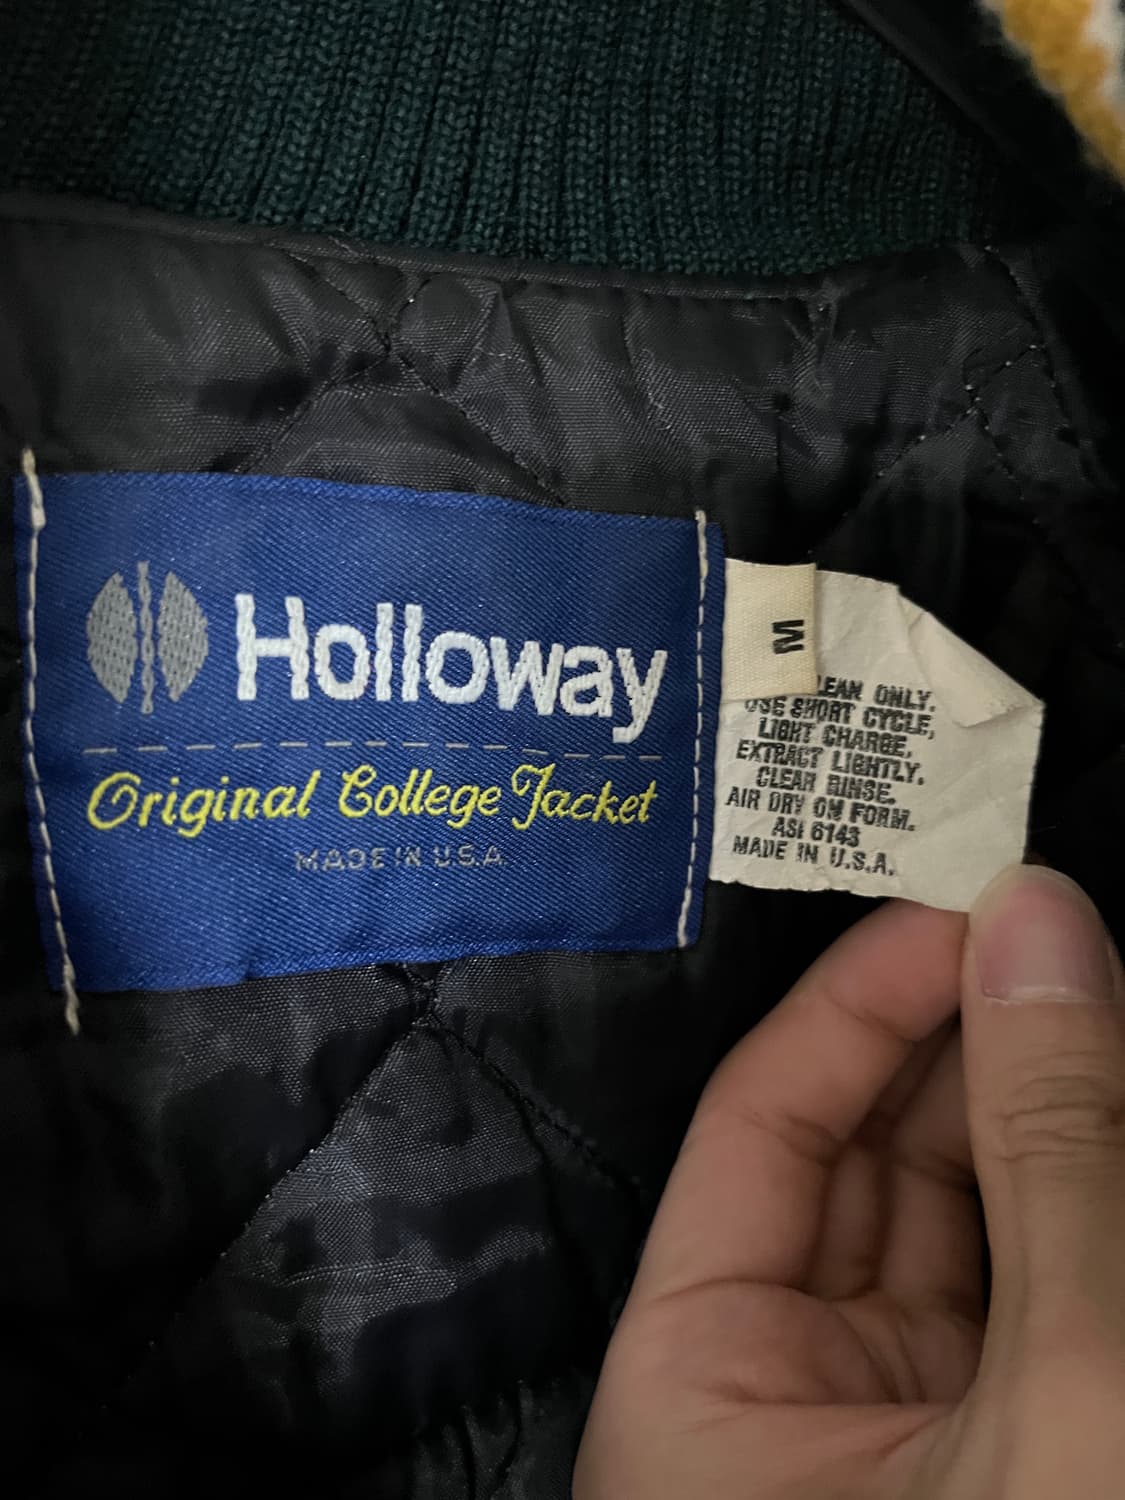 Holloway
Original College Jacket
MADE IN U.S.A.
M
LEAN ONLY.
USE SHORT CYCLE,
LIGHT CHARGE,
EXTRACT LIGHTLY.
CLEAR RINSE.
AIR DRY ON FORM.
ASI 6143
MADE IN U.S.A.